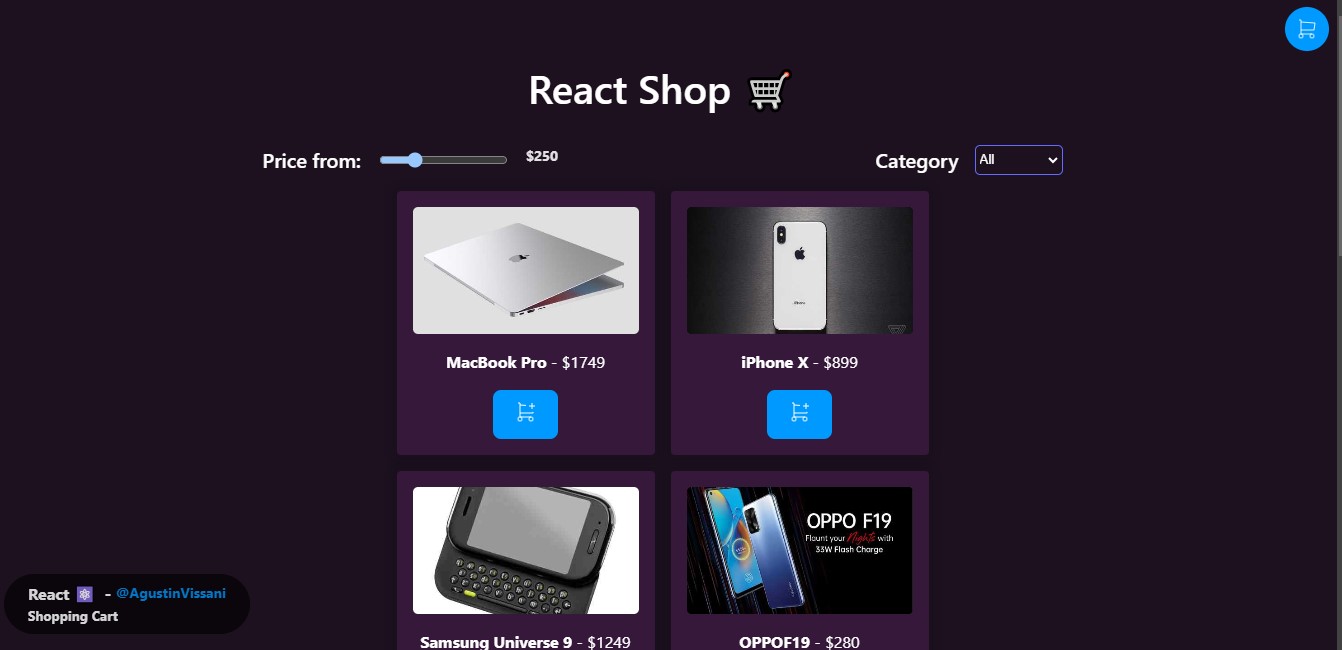 React Shop 🛒
Price from: $250 Category All
MacBook Pro - $1749
iPhone X - $899
OPPO F19
Flaunt your Nights with
33W Flash Charge
Samsung Universe 9 - $1249
OPPOF19 - $280
React ⚛ - @AgustinVissani
Shopping Cart